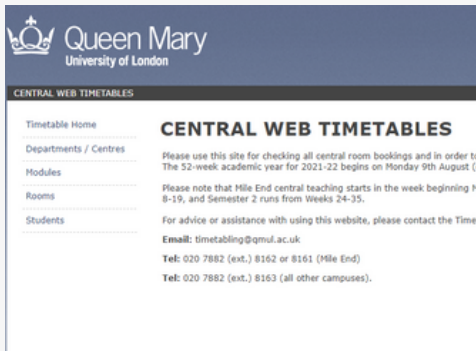 Queen Mary
University of London
CENTRAL WEB TIMETABLES
Timetable Home
Departments / Centres
Modules
Rooms
Students
CENTRAL WEB TIMETABLES
Please use this site for checking all central room bookings and in order to
The 52-week academic year for 2021-22 begins on Monday 9th August (
Please note that Mile End central teaching starts in the week beginning
8-19, and Semester 2 runs from Weeks 24-35.
For advice or assistance with using this website, please contact the Time
Email: timetabling@qmul.ac.uk
Tel: 020 7882 (ext.) 8162 or 8161 (Mile End)
Tel: 020 7882 (ext.) 8163 (all other campuses).